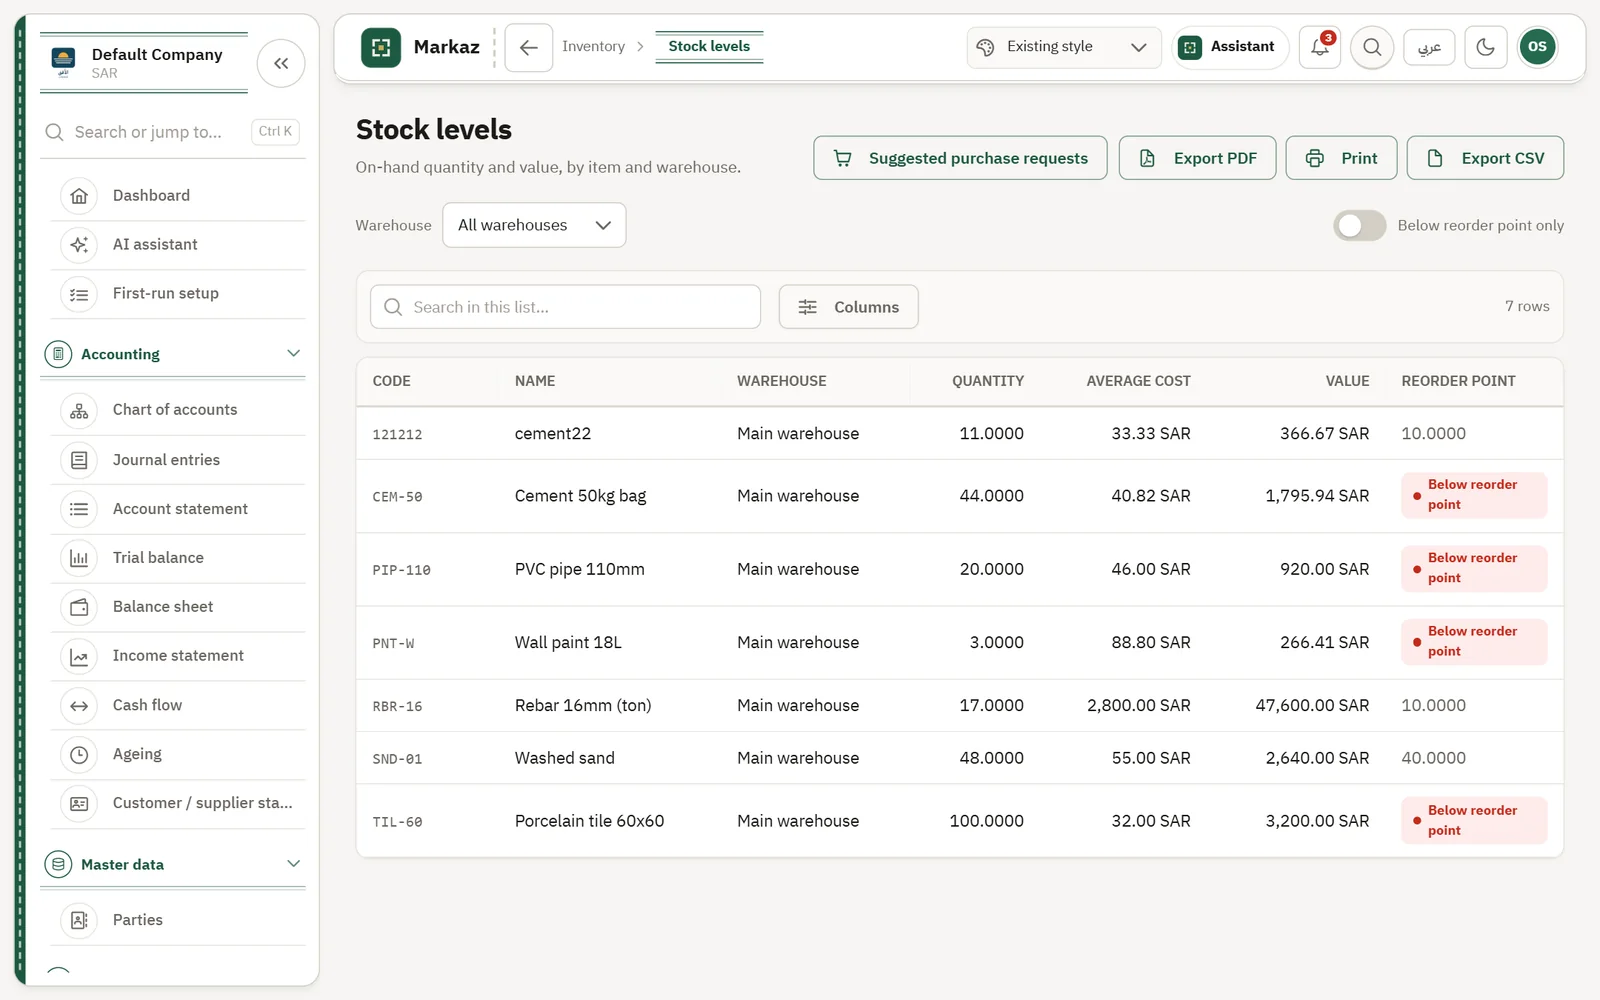 Default Company
SAR
Search or jump to...
Ctrl K
Dashboard
AI assistant
First-run setup
Accounting
Chart of accounts
Journal entries
Account statement
Trial balance
Balance sheet
Income statement
Cash flow
Ageing
Customer / supplier sta...
Master data
Parties
Markaz
Inventory
Stock levels
Existing style
Assistant
3
عربي
OS
Stock levels
On-hand quantity and value, by item and warehouse.
Suggested purchase requests
Export PDF
Print
Export CSV
Warehouse
All warehouses
Below reorder point only
Search in this list...
Columns
7 rows
CODE NAME WAREHOUSE QUANTITY AVERAGE COST VALUE REORDER POINT
121212 cement22 Main warehouse 11.0000 33.33 SAR 366.67 SAR 10.0000
CEM-50 Cement 50kg bag Main warehouse 44.0000 40.82 SAR 1,795.94 SAR Below reorder
point
PIP-110 PVC pipe 110mm Main warehouse 20.0000 46.00 SAR 920.00 SAR Below reorder
point
PNT-W Wall paint 18L Main warehouse 3.0000 88.80 SAR 266.41 SAR Below reorder
point
RBR-16 Rebar 16mm (ton) Main warehouse 17.0000 2,800.00 SAR 47,600.00 SAR 10.0000
SND-01 Washed sand Main warehouse 48.0000 55.00 SAR 2,640.00 SAR 40.0000
TIL-60 Porcelain tile 60x60 Main warehouse 100.0000 32.00 SAR 3,200.00 SAR Below reorder
point